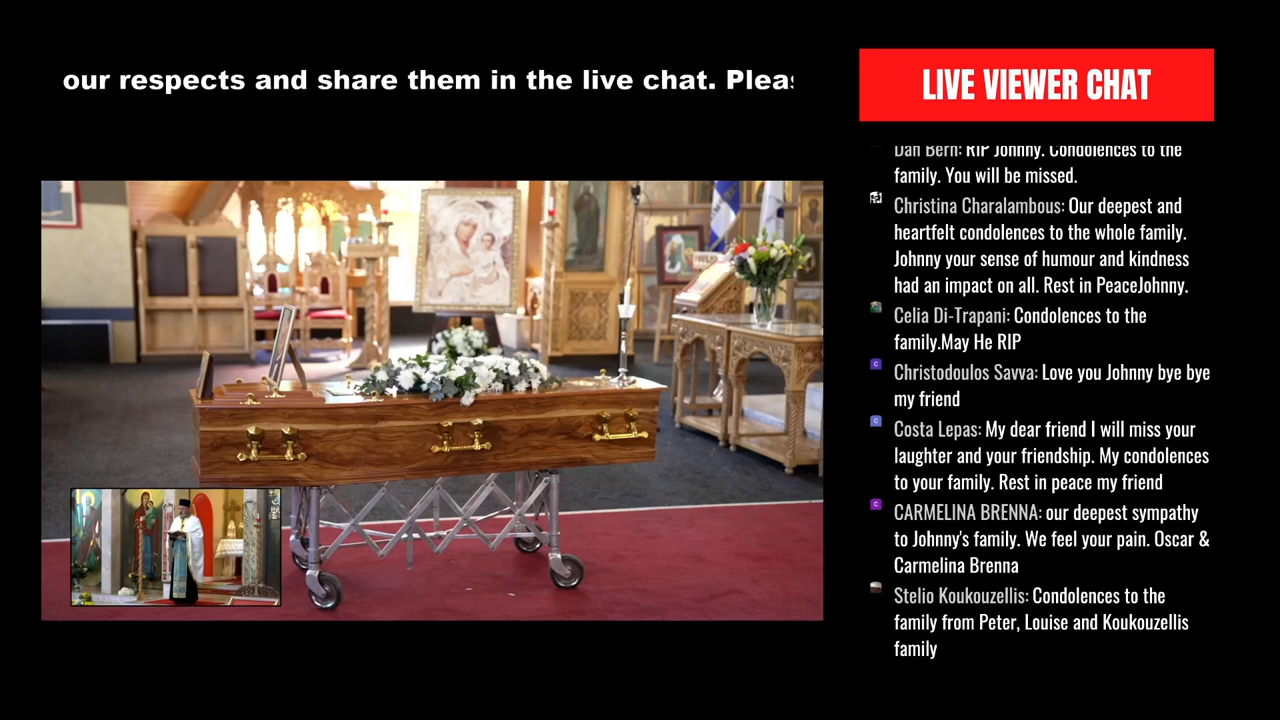 our respects and share them in the live chat. Pleas
LIVE VIEWER CHAT
Dan Bern: RIP Johnny. Condolences to the
family. You will be missed.
Christina Charalambous: Our deepest and
heartfelt condolences to the whole family.
Johnny your sense of humour and kindness
had an impact on all. Rest in PeaceJohnny.
Celia Di-Trapani: Condolences to the
family.May He RIP
Christodoulos Savva: Love you Johnny bye bye
my friend
Costa Lepas: My dear friend I will miss your
laughter and your friendship. My condolences
to your family. Rest in peace my friend
CARMELINA BRENNA: our deepest sympathy
to Johnny's family. We feel your pain. Oscar &
Carmelina Brenna
Stelio Koukouzellis: Condolences to the
family from Peter, Louise and Koukouzellis
family